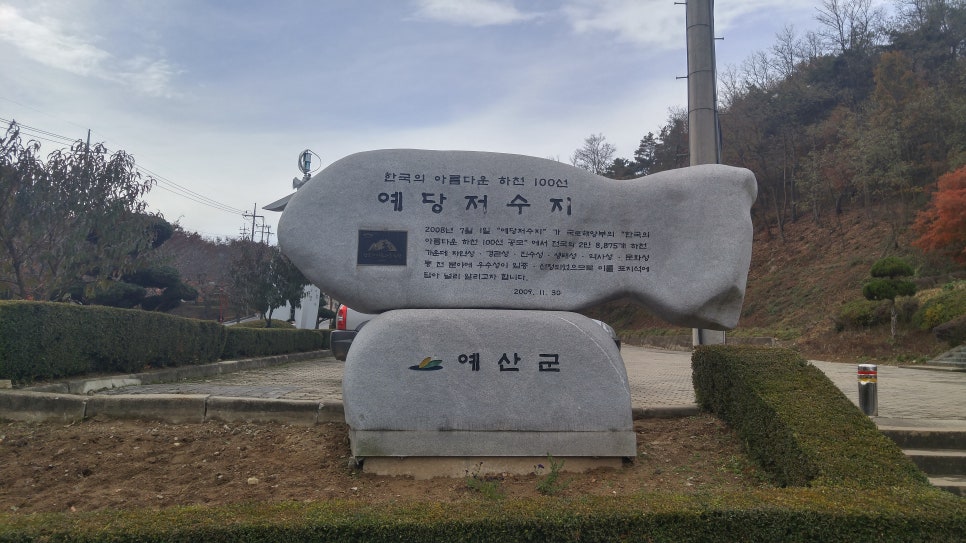 한국의 아름다운 하천 100선
예당저수지
2008년 7월 1일 "예당저수지" 가 국토해양부의 "한국의
아름다운 하천 100선 공모" 에서 전국의 2만 8,875개 하천
가운데 자연성·경관성·친수성·생태성·역사성·문화성
등 전 분야에 우수성이 입증·선정되었으므로 이를 표지석에
담아 널리 알리고자 합니다.
2009. 11. 30
예산군